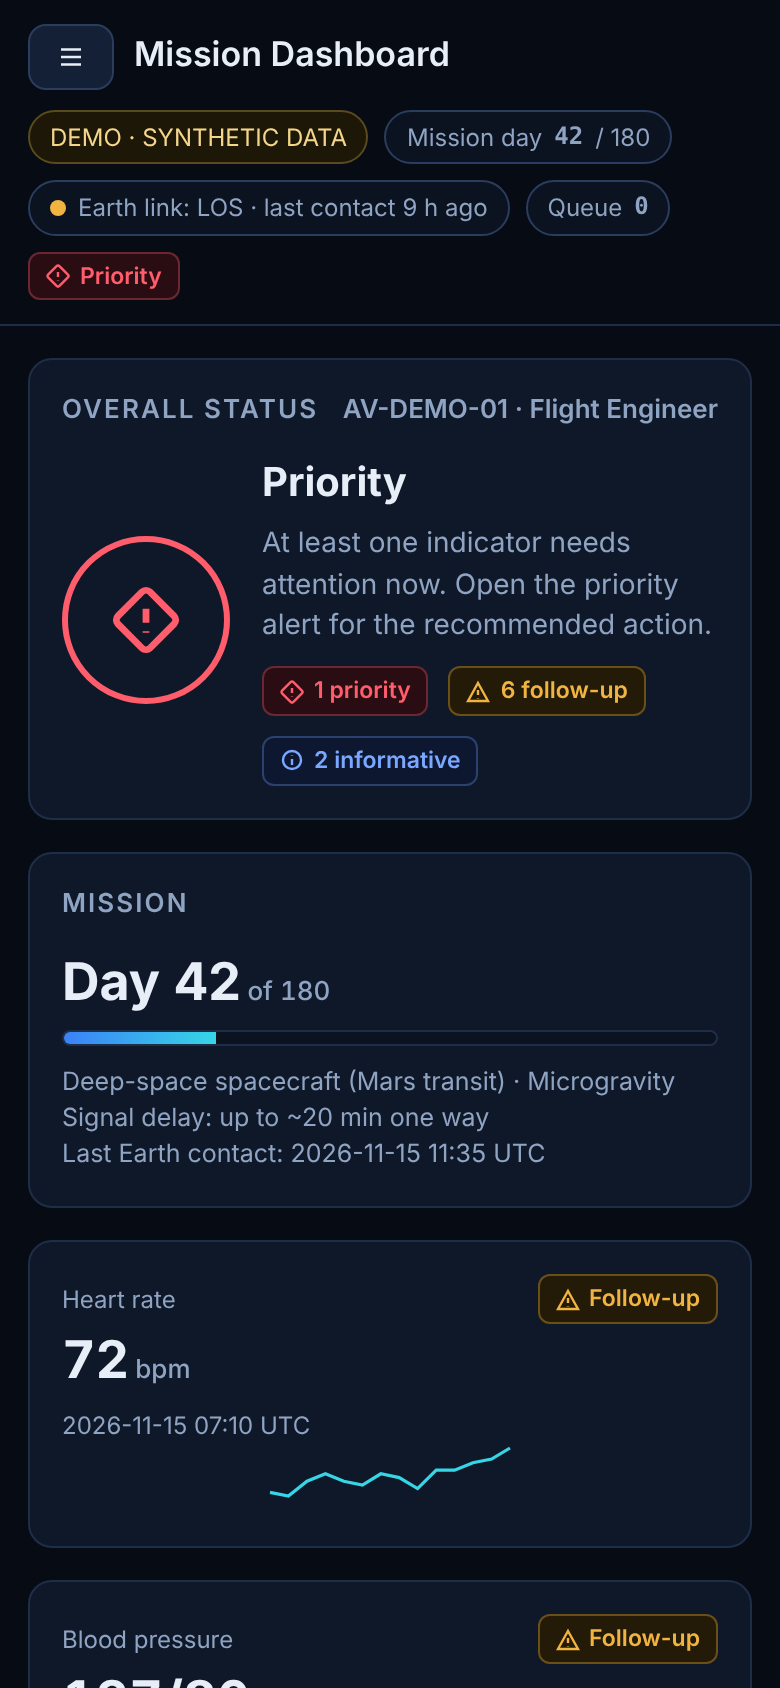 Mission Dashboard
DEMO · SYNTHETIC DATA
Mission day 42 / 180
Earth link: LOS · last contact 9 h ago
Queue 0
Priority
OVERALL STATUS
AV-DEMO-01 · Flight Engineer
Priority
At least one indicator needs
attention now. Open the priority
alert for the recommended action.
1 priority
6 follow-up
2 informative
MISSION
Day 42 of 180
Deep-space spacecraft (Mars transit) · Microgravity
Signal delay: up to ~20 min one way
Last Earth contact: 2026-11-15 11:35 UTC
Heart rate
Follow-up
72 bpm
2026-11-15 07:10 UTC
Blood pressure
Follow-up